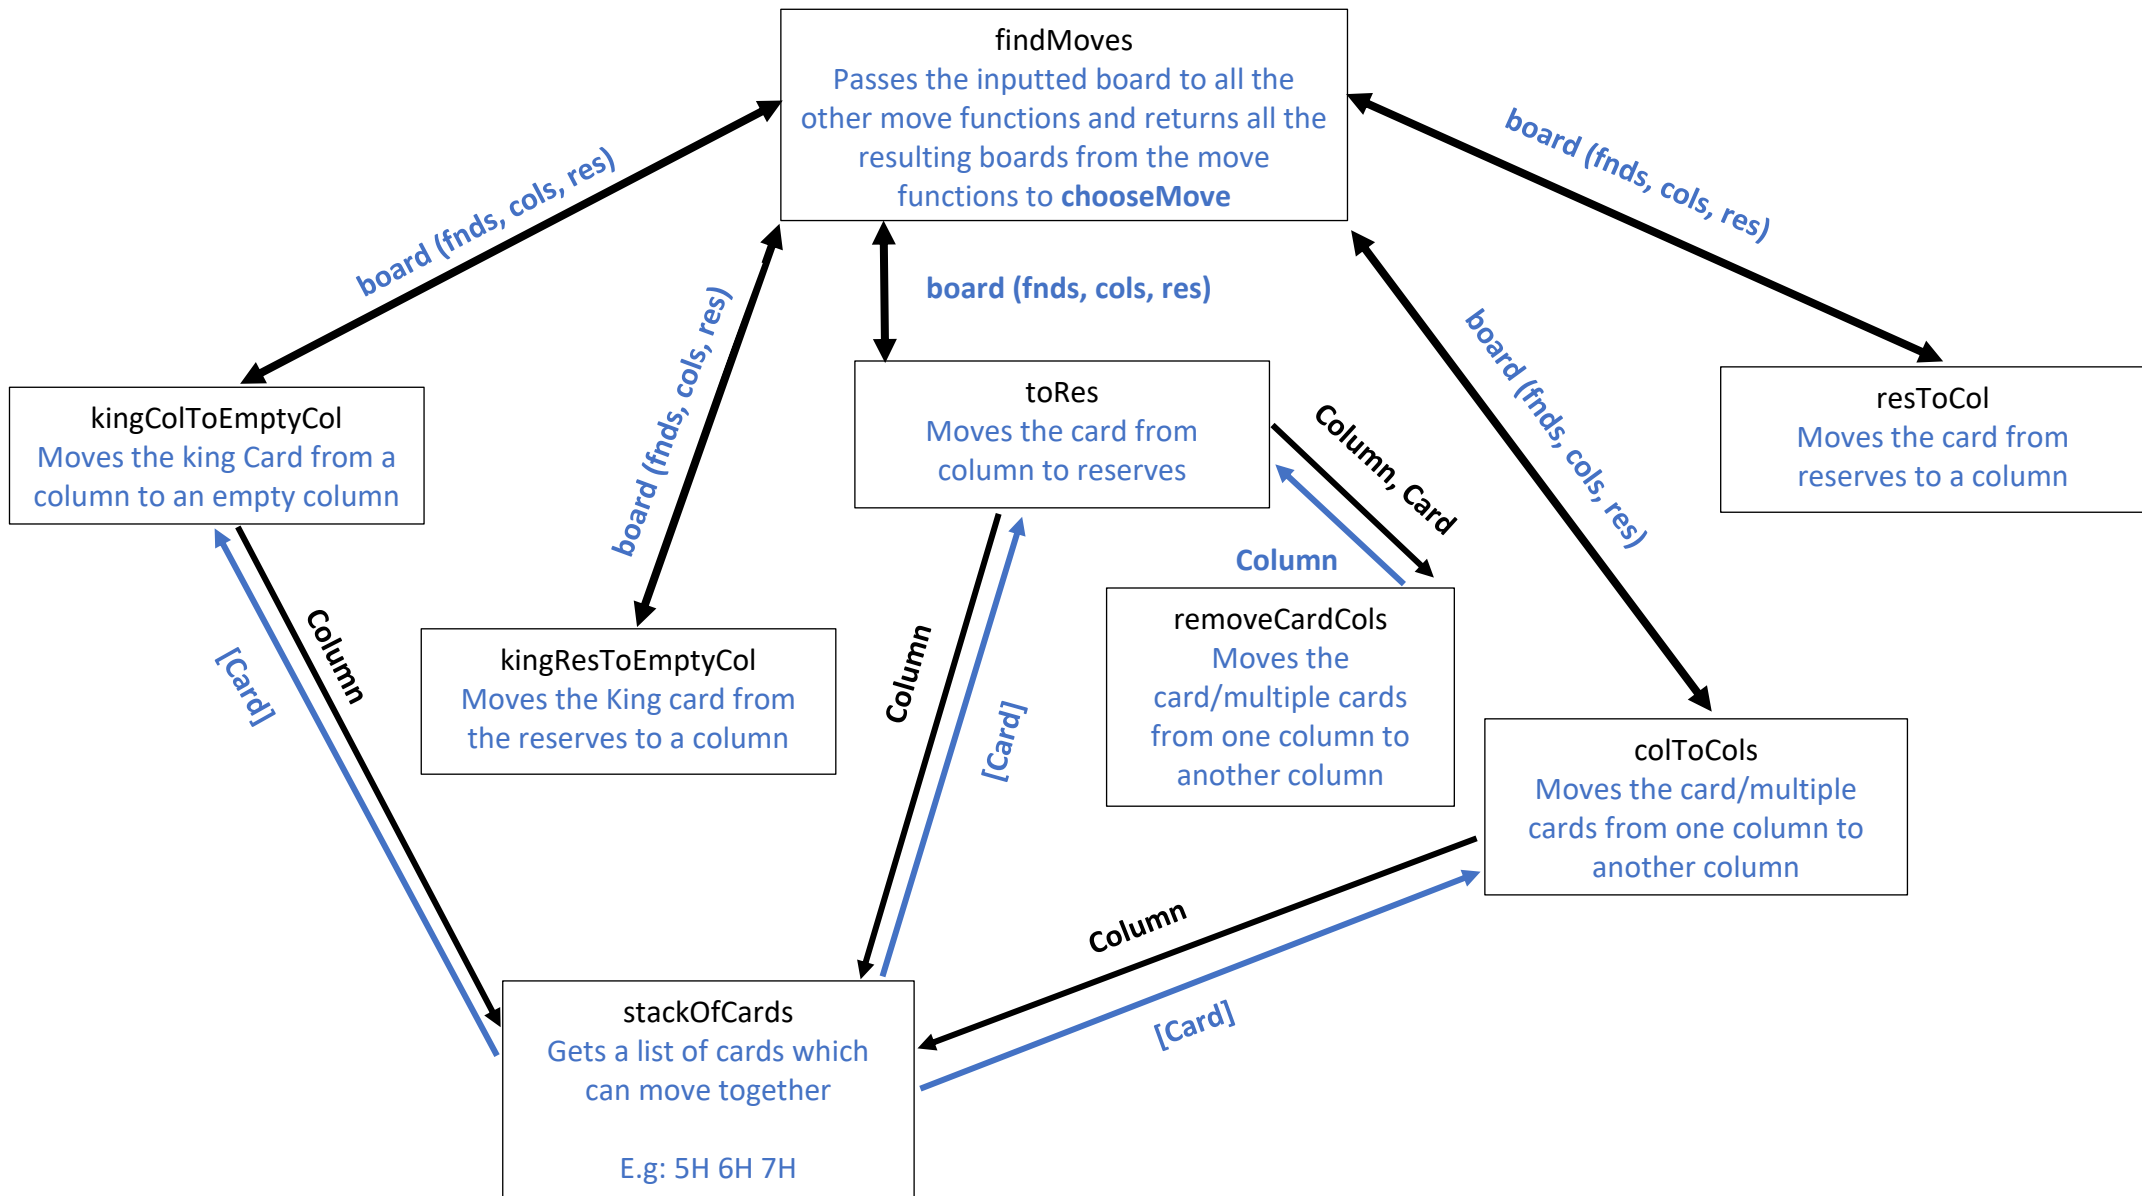 findMoves
Passes the inputted board to all the
other move functions and returns all the
resulting boards from the move
functions to chooseMove
board (fnds, cols, res)
board (fnds, cols, res)
board (fnds, cols, res)
board (fnds, cols, res)
board (fnds, cols, res)
kingColToEmptyCol
Moves the king Card from a
column to an empty column
toRes
Moves the card from
column to reserves
resToCol
Moves the card from
reserves to a column
Column, Card
Column
kingResToEmptyCol
Moves the King card from
the reserves to a column
removeCardCols
Moves the
card/multiple cards
from one column to
another column
colToCols
Moves the card/multiple
cards from one column to
another column
Column
[Card]
Column
[Card]
Column
[Card]
stackOfCards
Gets a list of cards which
can move together
E.g: 5H 6H 7H